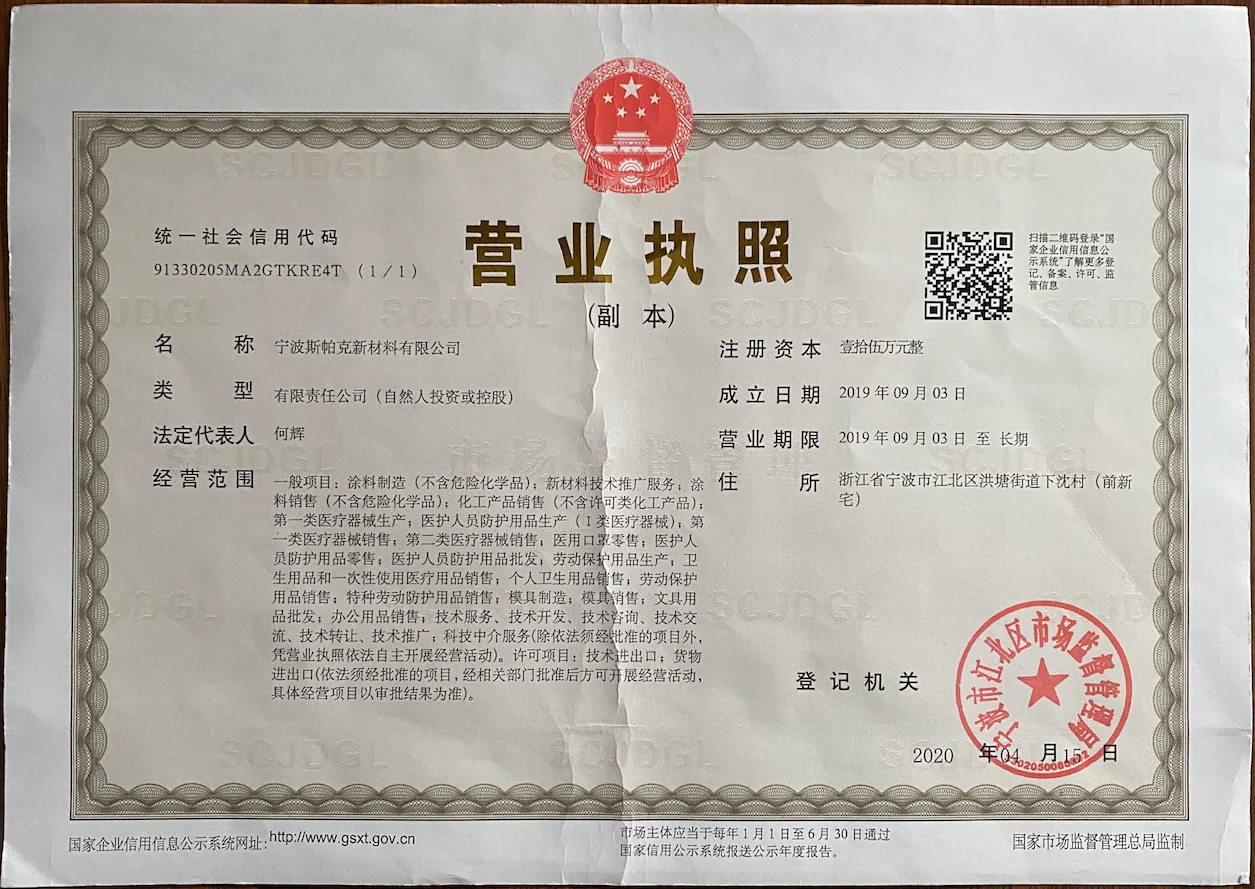 统一社会信用代码
91330205MA2GTKRE4T (1/1)
营业执照
(副 本)
扫描二维码登录“国
家企业信用信息公
示系统”了解更多登
记、备案、许可、监
管信息
名 称 宁波斯帕克新材料有限公司
类 型 有限责任公司（自然人投资或控股）
法定代表人 何辉
经营范围 一般项目：涂料制造（不含危险化学品）；新材料技术推广服务；涂
料销售（不含危险化学品）；化工产品销售（不含许可类化工产品）；
第一类医疗器械生产；医护人员防护用品生产（Ⅰ类医疗器械）；第
一类医疗器械销售；第二类医疗器械销售；医用口罩零售；医护人
员防护用品零售；医护人员防护用品批发；劳动保护用品生产；卫
生用品和一次性使用医疗用品销售；个人卫生用品销售；劳动保护
用品销售；特种劳动防护用品销售；模具制造；模具销售；文具用
品批发；办公用品销售；技术服务、技术开发、技术咨询、技术交
流、技术转让、技术推广；科技中介服务(除依法须经批准的项目外，
凭营业执照依法自主开展经营活动)。许可项目：技术进出口；货物
进出口(依法须经批准的项目，经相关部门批准后方可开展经营活动，
具体经营项目以审批结果为准)。
注册资本 壹拾伍万元整
成立日期 2019 年 09 月 03 日
营业期限 2019 年 09 月 03 日 至 长期
住 所 浙江省宁波市江北区洪塘街道下沈村（前新
宅）
登记机关
宁波市江北区市场监督管理局
2020 年 04 月 15 日
国家企业信用信息公示系统网址：http://www.gsxt.gov.cn
市场主体应当于每年 1 月 1 日至 6 月 30 日通过
国家信用公示系统报送公示年度报告。
国家市场监督管理总局监制
SCJDGL
市场监督管理